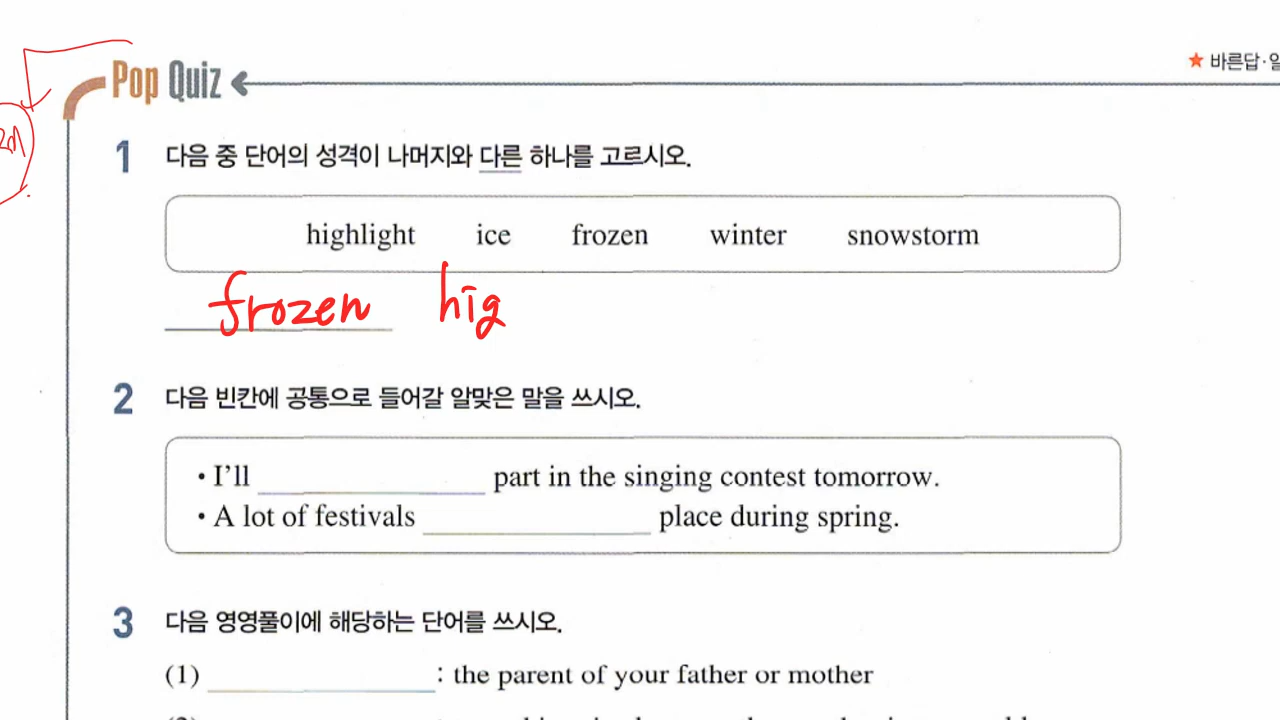 Pop Quiz
★ 바른답·알
1 다음 중 단어의 성격이 나머지와 다른 하나를 고르시오.
highlight ice frozen winter snowstorm
frozen hig
2 다음 빈칸에 공통으로 들어갈 알맞은 말을 쓰시오.
• I'll ____ part in the singing contest tomorrow.
• A lot of festivals ____ place during spring.
3 다음 영영풀이에 해당하는 단어를 쓰시오.
(1) ____ : the parent of your father or mother